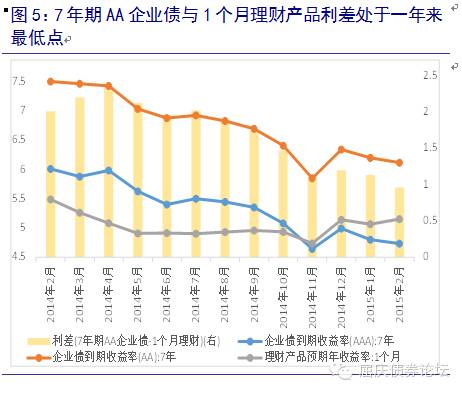 图 5：7 年期 AA 企业债与 1 个月理财产品利差处于一年来
最低点
7.5
7
6.5
6
5.5
5
4.5
2.5
2
1.5
1
0.5
0
2014年2月
2014年3月
2014年4月
2014年5月
2014年6月
2014年7月
2014年8月
2014年9月
2014年10月
2014年11月
2014年12月
2015年1月
2015年2月
利差(7年期AA企业债-1个月理财)(右)
企业债到期收益率(AAA):7年
企业债到期收益率(AA):7年
理财产品预期年收益率:1个月
屈庆债券论坛